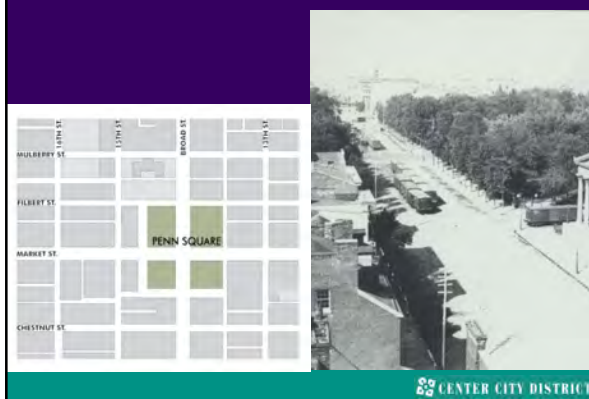 16TH ST.
15TH ST.
BROAD ST.
13TH ST.
MULBERRY ST.
FILBERT ST.
PENN SQUARE
MARKET ST.
CHESTNUT ST.
CENTER CITY DISTRICT